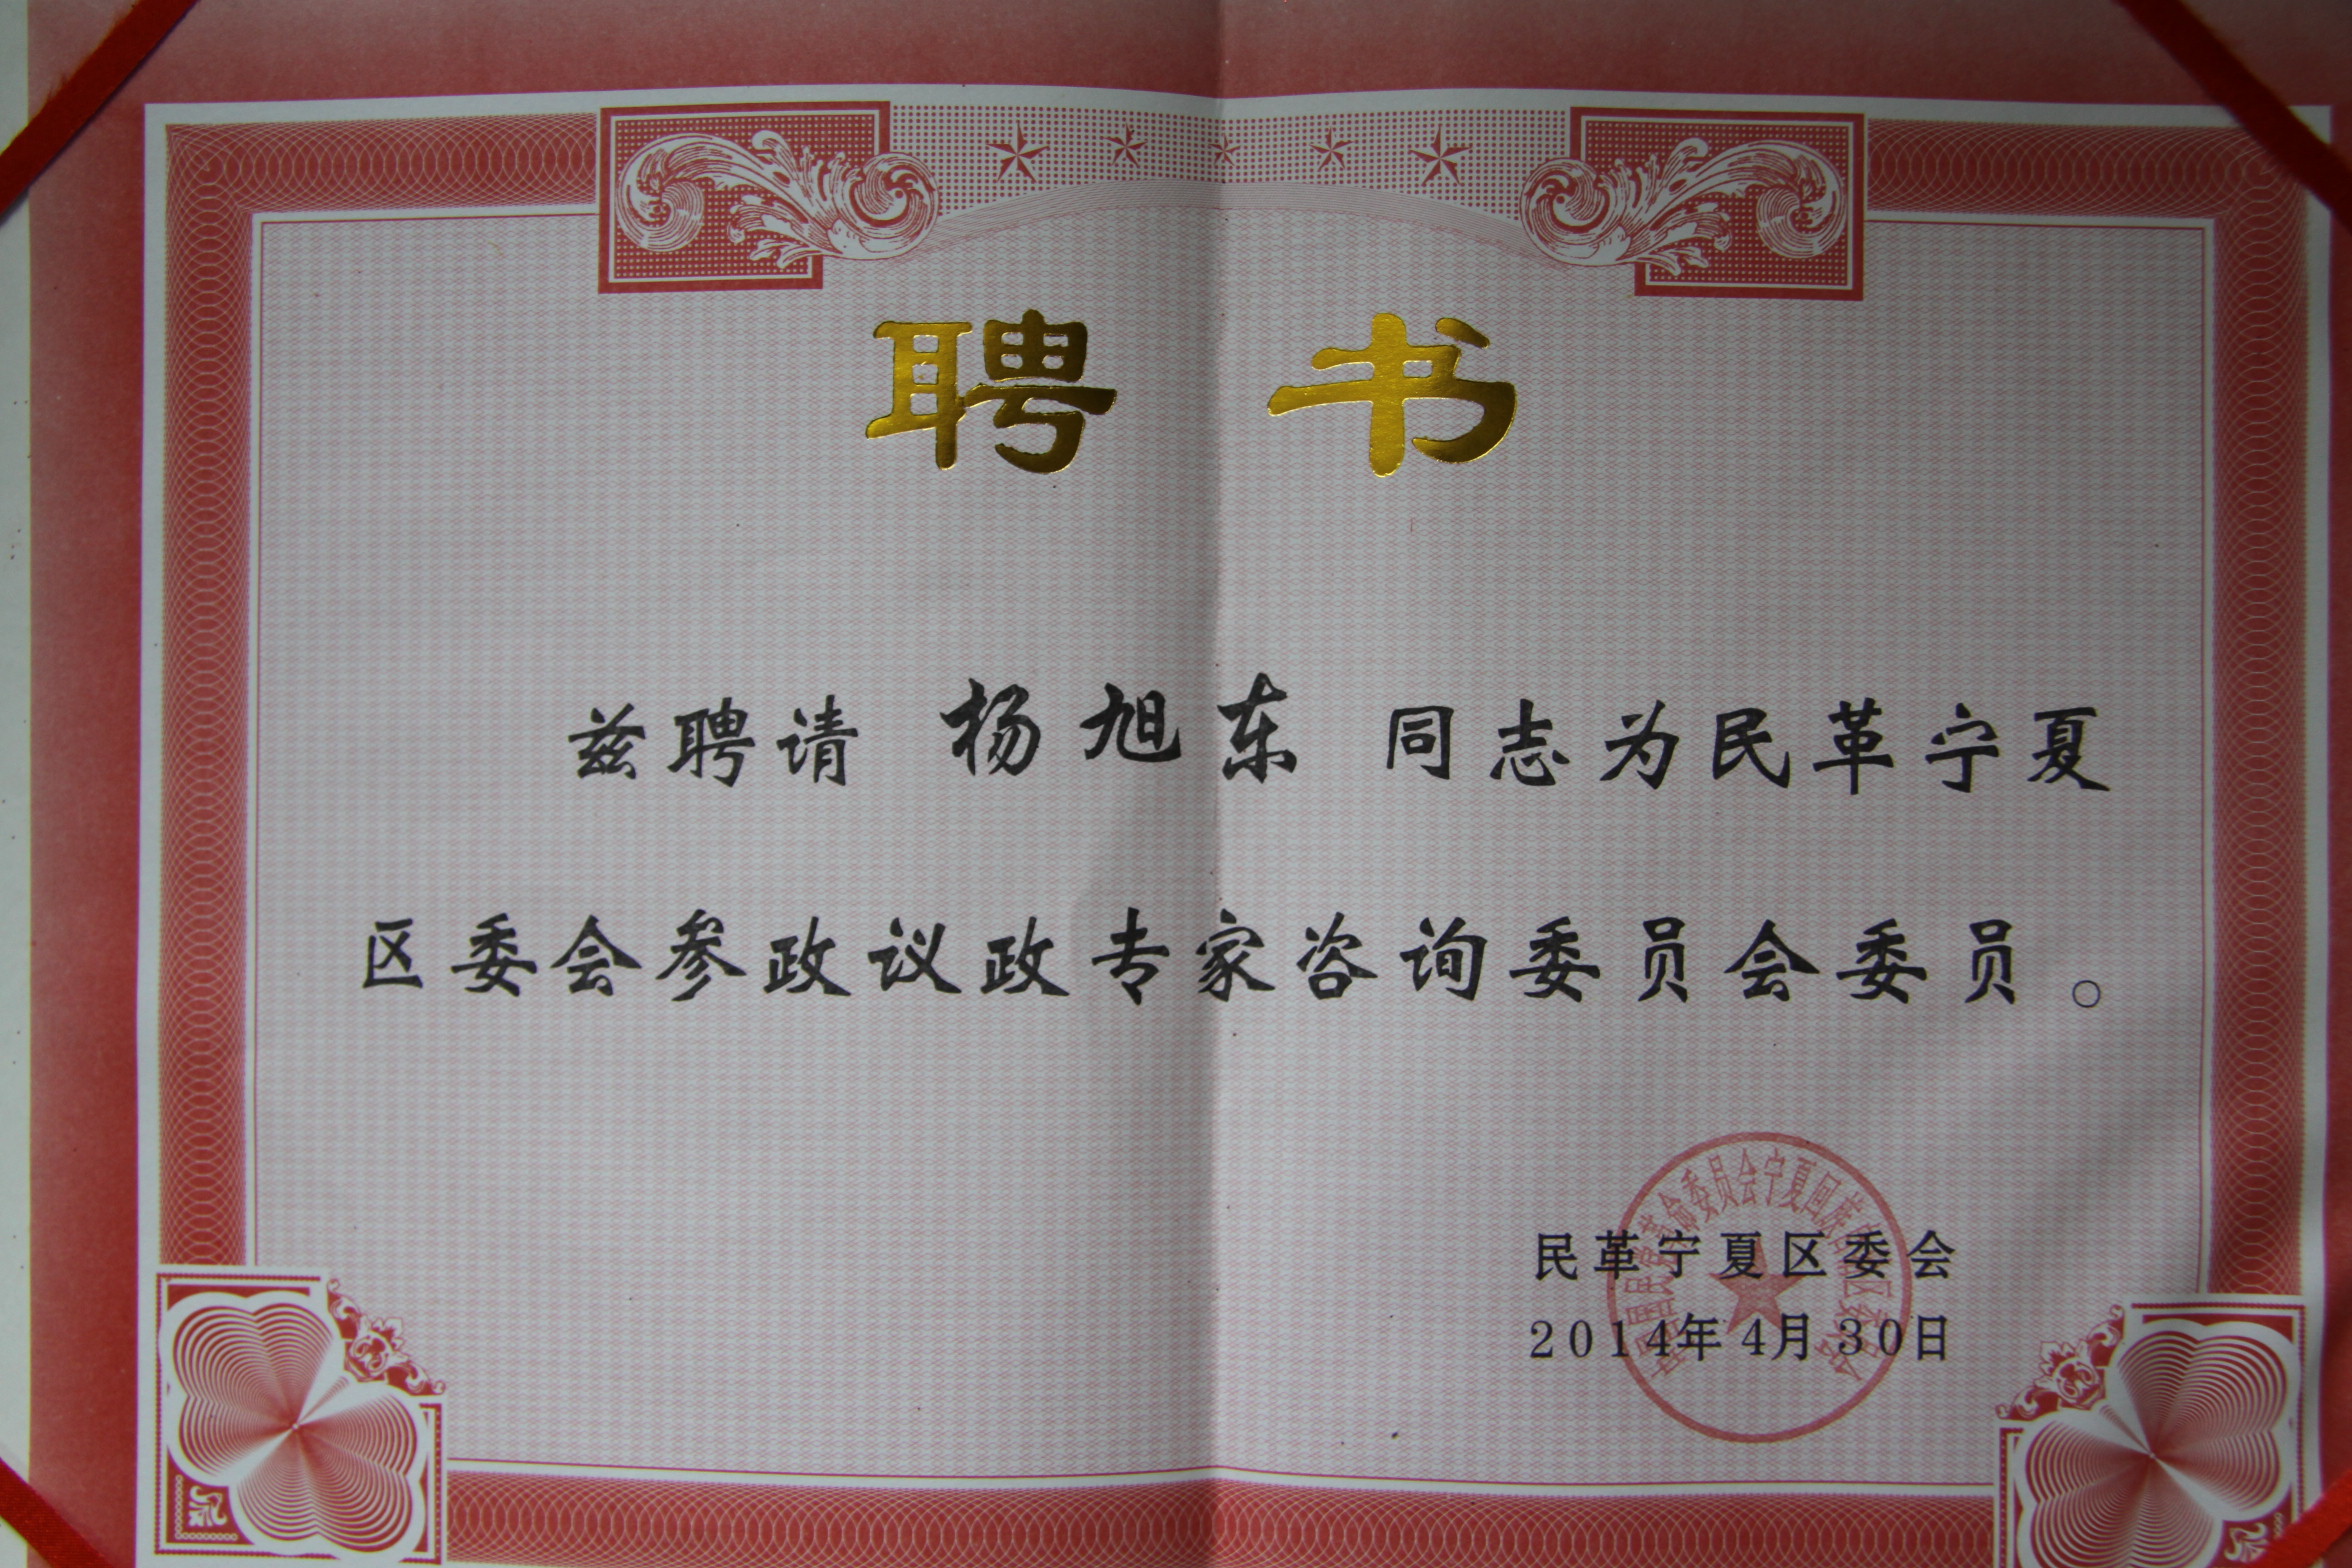 聘 书
兹聘请 杨旭东 同志为民革宁夏
区委会参政议政专家咨询委员会委员。
民革宁夏区委会
2014年4月30日